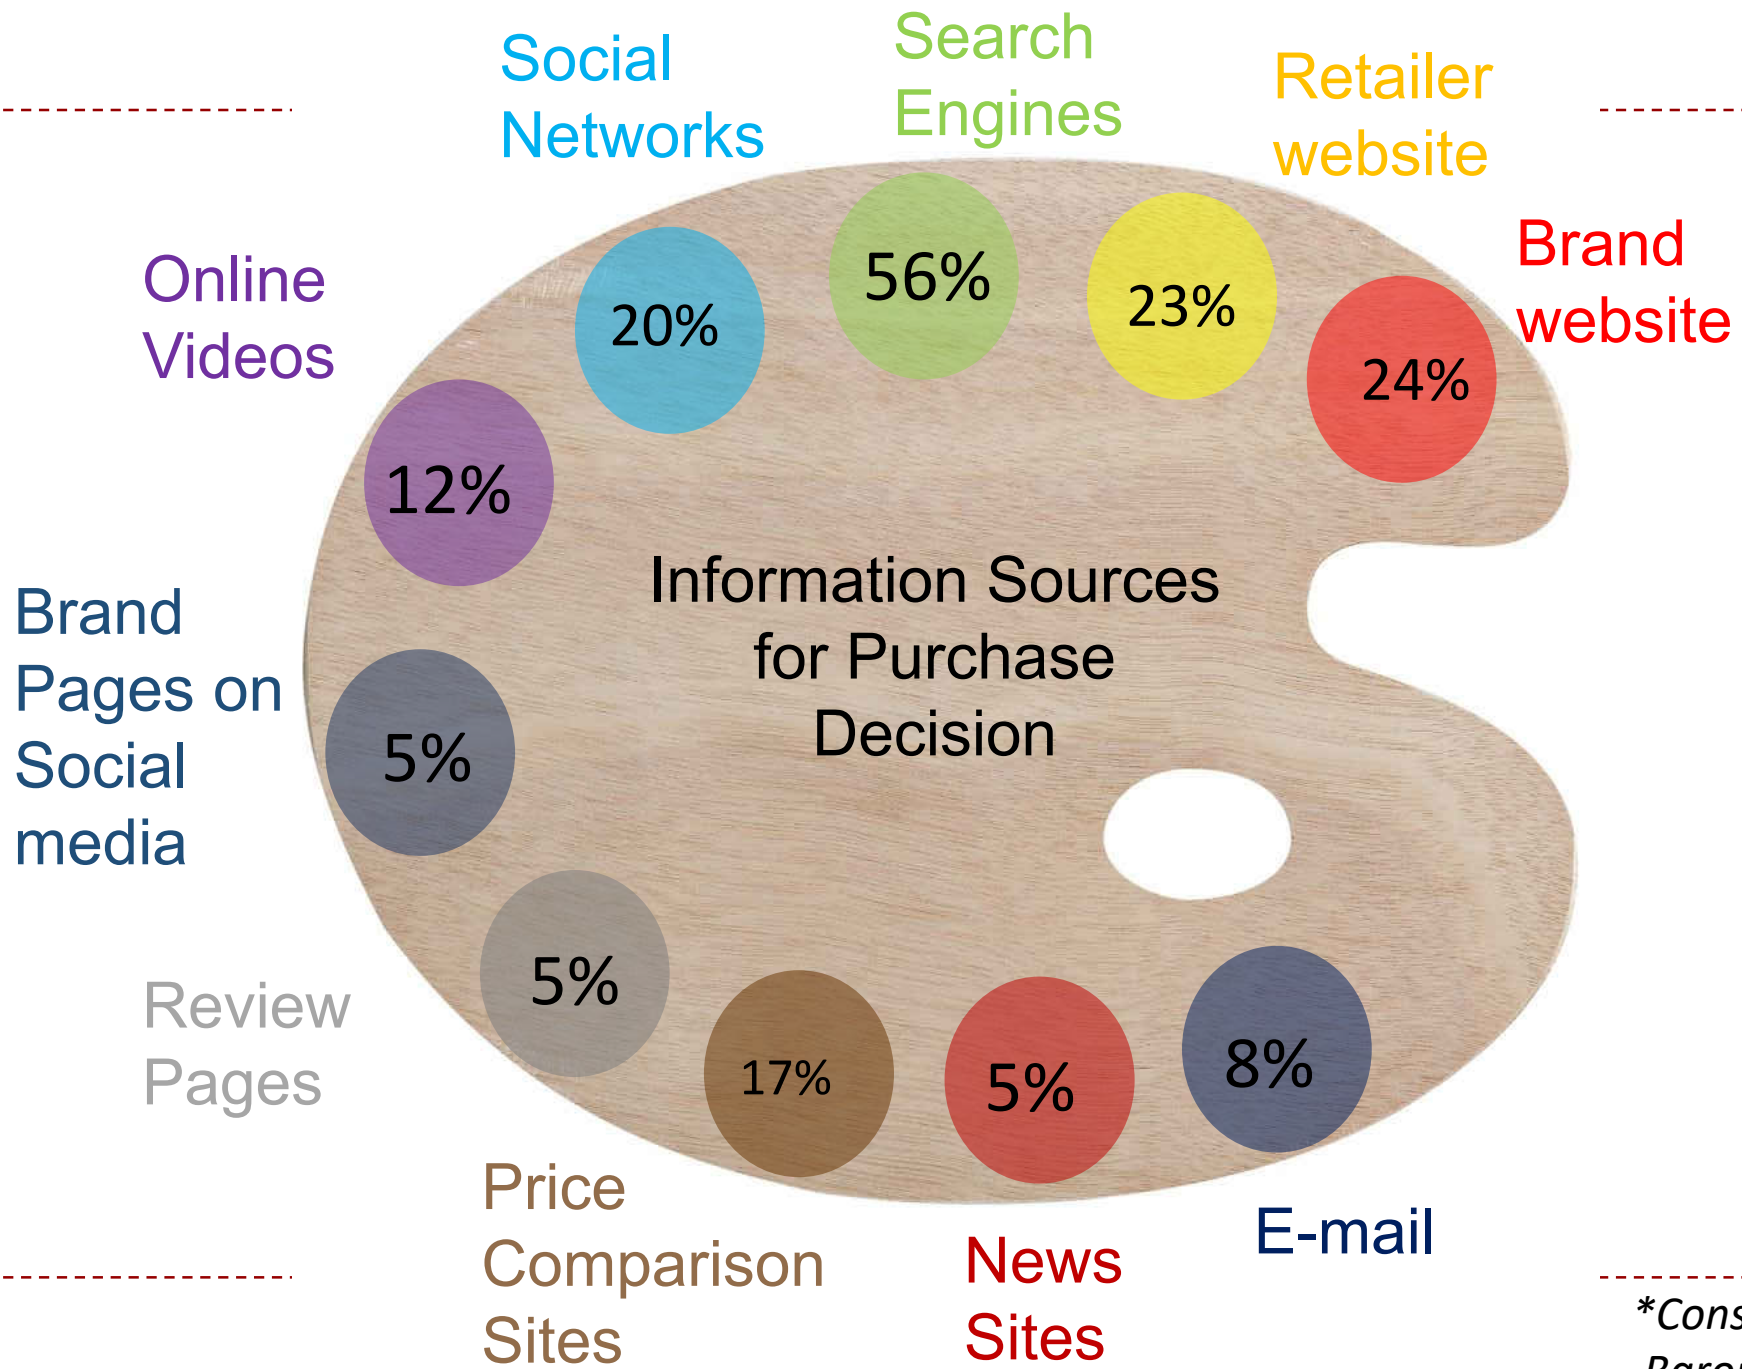 Social
Networks
Search
Engines
Retailer
website
Brand
website
Online
Videos
20%
56%
23%
24%
12%
Information Sources
for Purchase
Decision
Brand
Pages on
Social
media
5%
Review
Pages
5%
17%
5%
8%
Price
Comparison
Sites
News
Sites
E-mail
*Cons